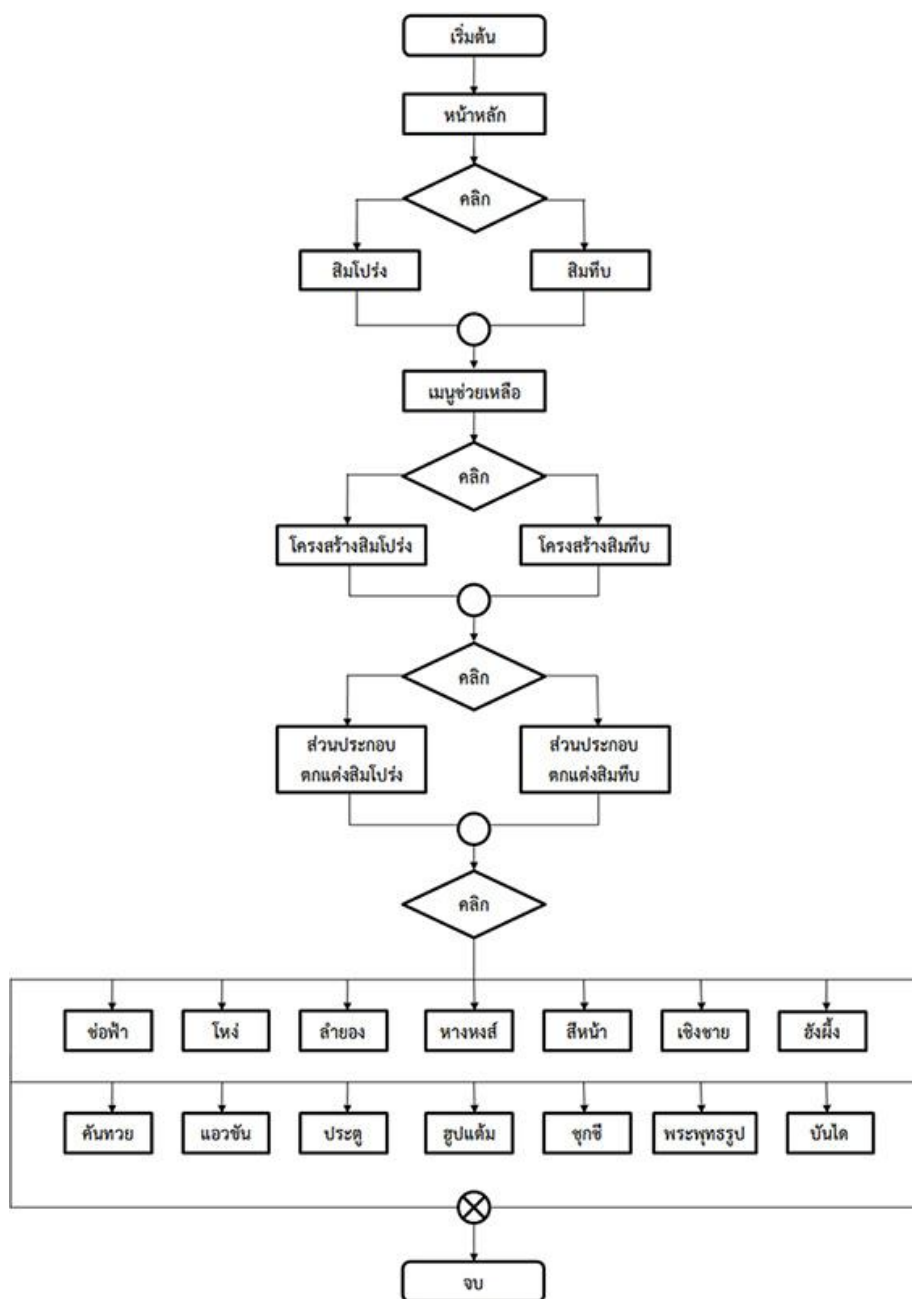 เริ่มต้น
หน้าหลัก
คลิก
สิมโปร่ง
สิมทึบ
เมนูช่วยเหลือ
คลิก
โครงสร้างสิมโปร่ง
โครงสร้างสิมทึบ
คลิก
ส่วนประกอบ
ตกแต่งสิมโปร่ง
ส่วนประกอบ
ตกแต่งสิมทึบ
คลิก
ช่อฟ้า
โหง่
ลำยอง
หางหงส์
สีหน้า
เชิงชาย
ฮังผึ้ง
คันทวย
แอวขัน
ประตู
ฮูปแต้ม
ชุกชี
พระพุทธรูป
บันได
จบ